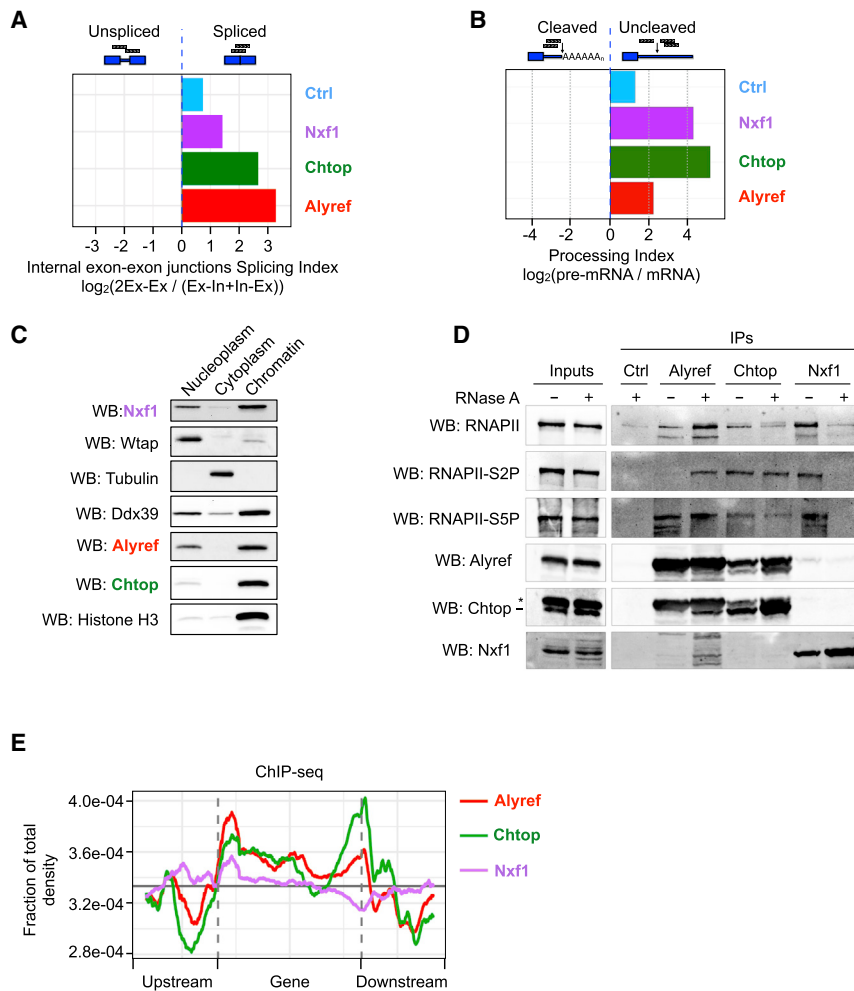 A
Unspliced Spliced
Ctrl
Nxf1
Chtop
Alyref
-3 -2 -1 0 1 2 3
Internal exon-exon junctions Splicing Index
log₂(2Ex-Ex / (Ex-In+In-Ex))
B
Cleaved Uncleaved
AAAAAAₙ
Ctrl
Nxf1
Chtop
Alyref
-4 -2 0 2 4
Processing Index
log₂(pre-mRNA / mRNA)
C
Nucleoplasm
Cytoplasm
Chromatin
WB:Nxf1
WB: Wtap
WB: Tubulin
WB: Ddx39
WB: Alyref
WB: Chtop
WB: Histone H3
D
IPs
Inputs Ctrl Alyref Chtop Nxf1
RNase A – + + – + – + – +
WB: RNAPII
WB: RNAPII-S2P
WB: RNAPII-S5P
WB: Alyref
*
WB: Chtop –
WB: Nxf1
E
ChIP-seq
Fraction of total
density
4.0e-04
3.6e-04
3.2e-04
2.8e-04
Upstream Gene Downstream
Alyref
Chtop
Nxf1